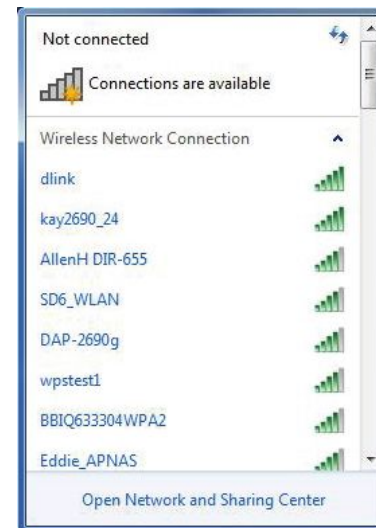 Not connected
Connections are available
Wireless Network Connection
dlink
kay2690_24
AllenH DIR-655
SD6_WLAN
DAP-2690g
wpstest1
BBIQ633304WPA2
Eddie_APNAS
Open Network and Sharing Center